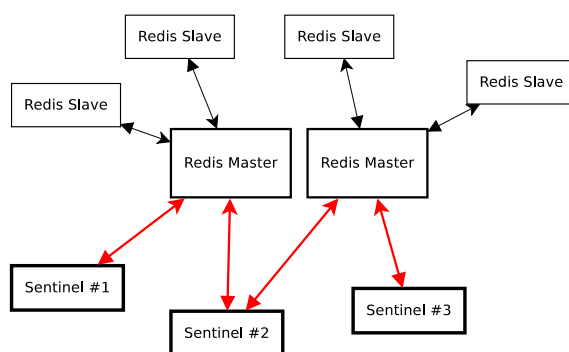 Redis Slave
Redis Slave
Redis Slave
Redis Slave
Redis Master
Redis Master
Sentinel #1
Sentinel #2
Sentinel #3